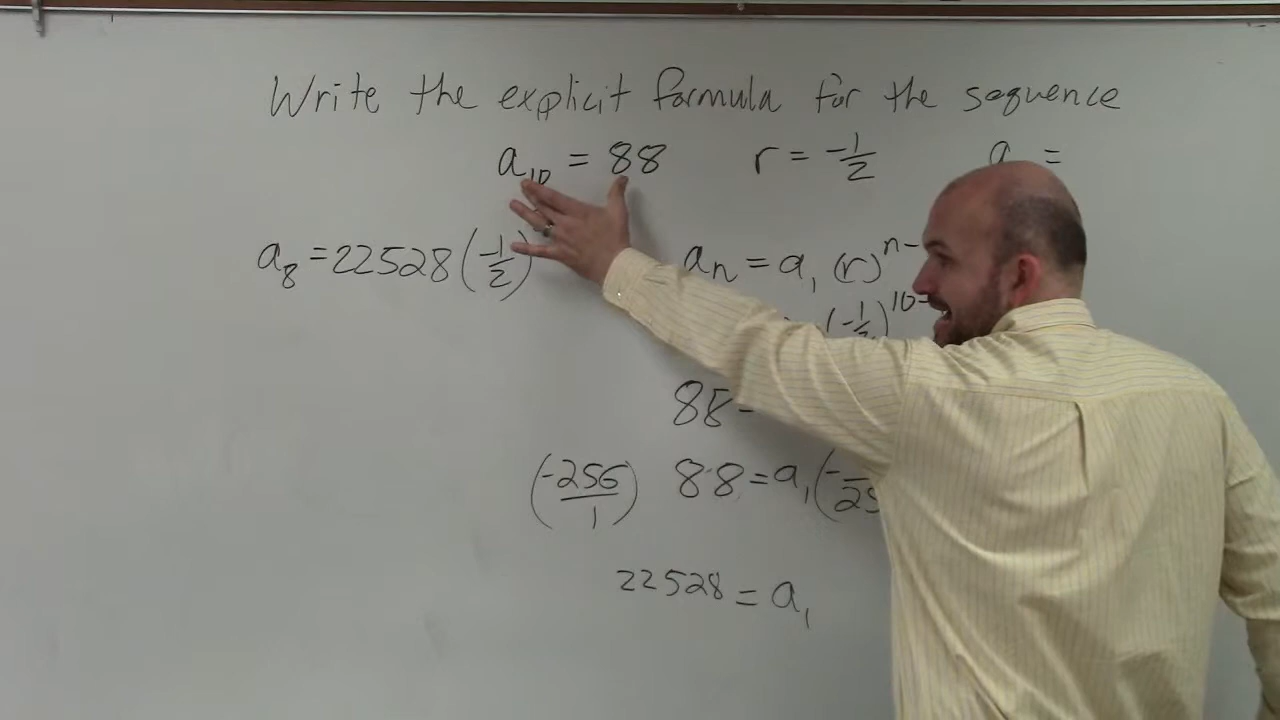 Write the explicit formula for the sequence
a₁₀ = 88 r = -1/2 a =
a₈ = 22528 (-1/2)
aₙ = a₁ (r)ⁿ⁻
(-1/2)¹⁰⁻
88 =
(-256/1) 88 = a₁ (-/25
22528 = a₁